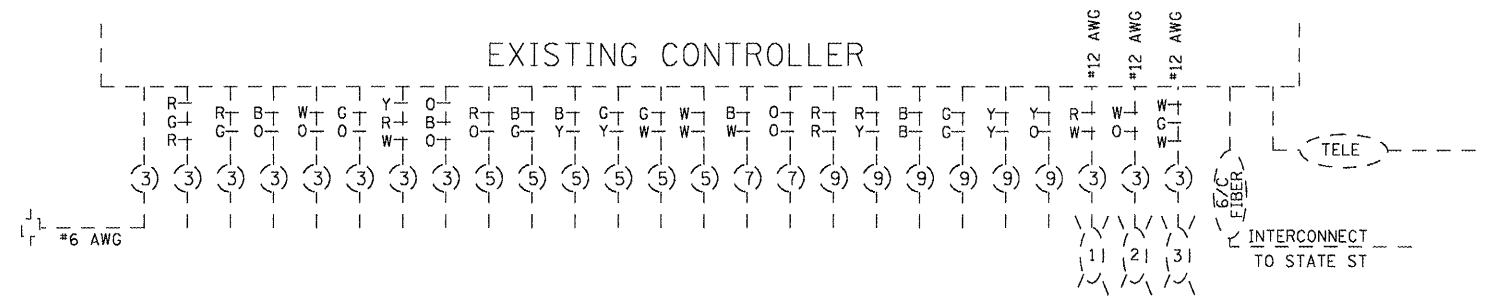 #12 AWG
#12 AWG
#12 AWG
EXISTING CONTROLLER
R G R
R G
B O
W O
G O
Y R W
O B O
R O
B G
B Y
G Y
G W
W W
B W
O O
R R
R Y
B B
G G
Y Y
Y O
R W
W O
W G W
3 3 3 3 3 3 3 3 5 5 5 5 5 5 7 7 9 9 9 9 9 9 3 3 3
TELE
6/C
FIBER
#6 AWG
1 2 3
INTERCONNECT
TO STATE ST